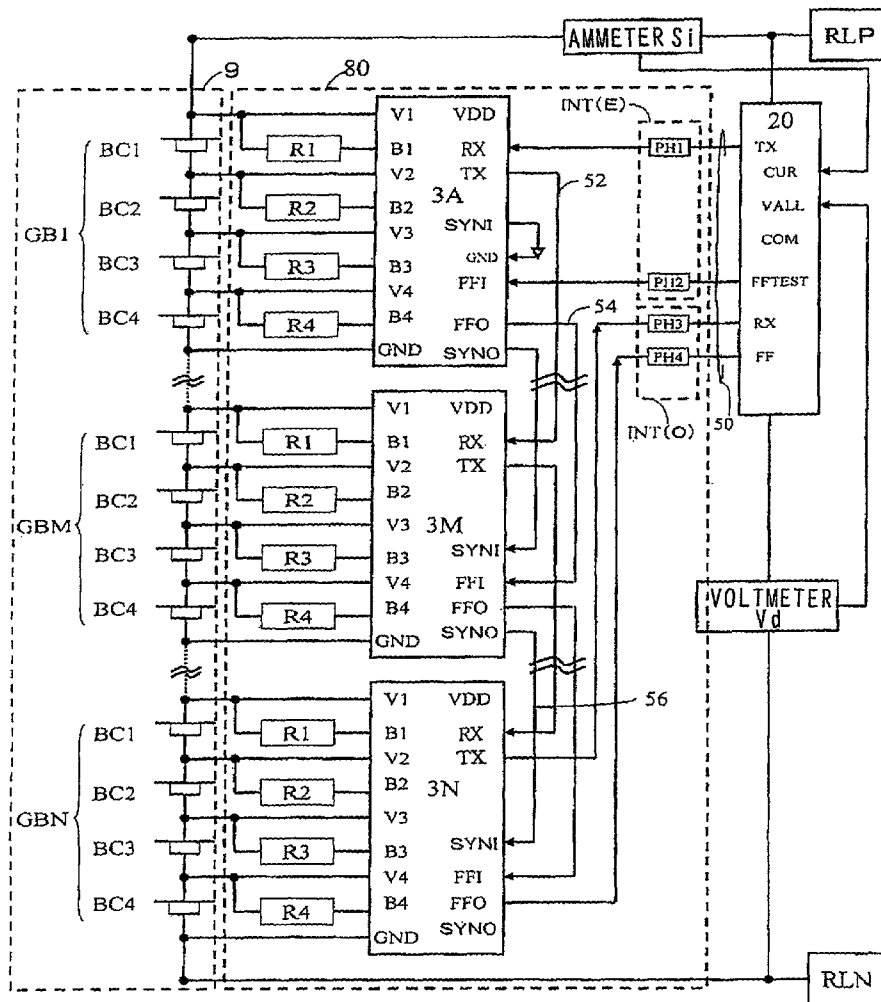 AMMETER Si
RLP
9
80
INT(E)
20
V1
VDD
TX
BC1
R1
B1
RX
PH1
CUR
V2
TX
52
VALL
BC2
R2
B2
3A
COM
GB1
V3
SYNI
BC3
R3
B3
GND
V4
FFI
PH2
FFTEST
BC4
R4
B4
FFO
54
PH3
RX
GND
SYNO
PH4
FF
50
INT(O)
V1
VDD
BC1
R1
B1
RX
V2
TX
BC2
R2
B2
GBM
V3
3M
BC3
R3
B3
SYNI
V4
FFI
BC4
R4
B4
FFO
GND
SYNO
VOLTMETER
Vd
V1
VDD
56
BC1
R1
B1
RX
V2
TX
BC2
R2
B2
3N
GBN
V3
BC3
R3
B3
SYNI
V4
FFI
BC4
R4
B4
FFO
SYNO
GND
RLN